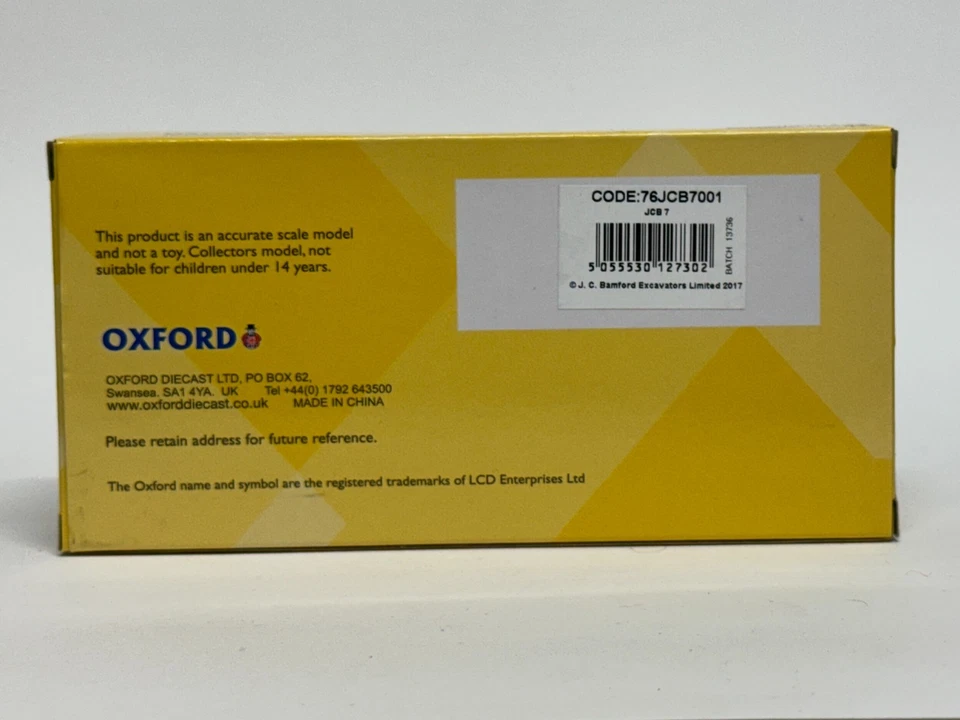 This product is an accurate scale model
and not a toy. Collectors model, not
suitable for children under 14 years.
OXFORD
OXFORD DIECAST LTD, PO BOX 62,
Swansea. SA1 4YA. UK Tel +44(0) 1792 643500
www.oxforddiecast.co.uk MADE IN CHINA
Please retain address for future reference.
The Oxford name and symbol are the registered trademarks of LCD Enterprises Ltd
CODE:76JCB7001
JCB 7
5 055530 127302
BATCH 13736
© J. C. Bamford Excavators Limited 2017